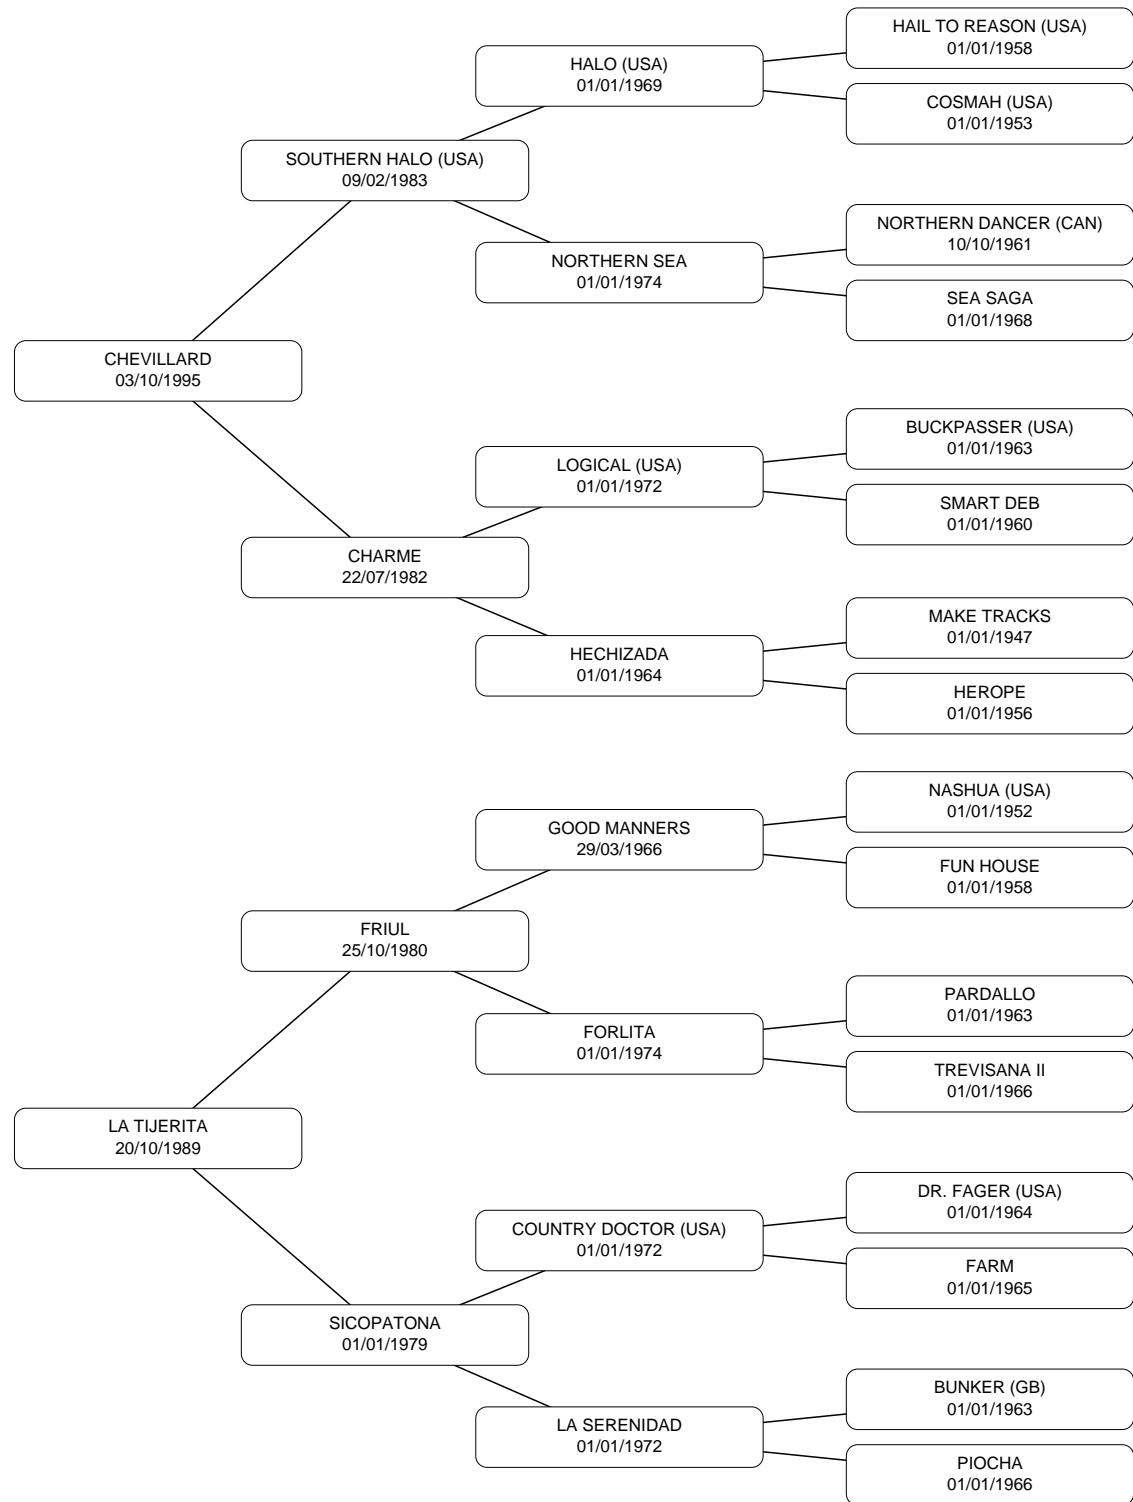 HAIL TO REASON (USA)
01/01/1958
HALO (USA)
01/01/1969
COSMAH (USA)
01/01/1953
SOUTHERN HALO (USA)
09/02/1983
NORTHERN DANCER (CAN)
10/10/1961
NORTHERN SEA
01/01/1974
SEA SAGA
01/01/1968
CHEVILLARD
03/10/1995
BUCKPASSER (USA)
01/01/1963
LOGICAL (USA)
01/01/1972
SMART DEB
01/01/1960
CHARME
22/07/1982
MAKE TRACKS
01/01/1947
HECHIZADA
01/01/1964
HEROPE
01/01/1956
NASHUA (USA)
01/01/1952
GOOD MANNERS
29/03/1966
FUN HOUSE
01/01/1958
FRIUL
25/10/1980
PARDALLO
01/01/1963
FORLITA
01/01/1974
TREVISANA II
01/01/1966
LA TIJERITA
20/10/1989
DR. FAGER (USA)
01/01/1964
COUNTRY DOCTOR (USA)
01/01/1972
FARM
01/01/1965
SICOPATONA
01/01/1979
BUNKER (GB)
01/01/1963
LA SERENIDAD
01/01/1972
PIOCHA
01/01/1966